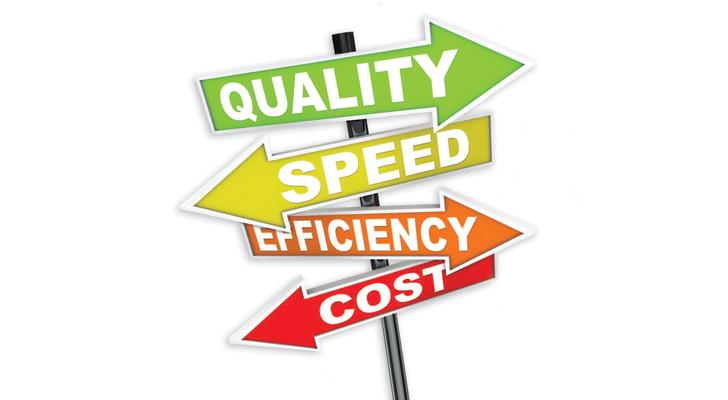 QUALITY
SPEED
EFFICIENCY
COST